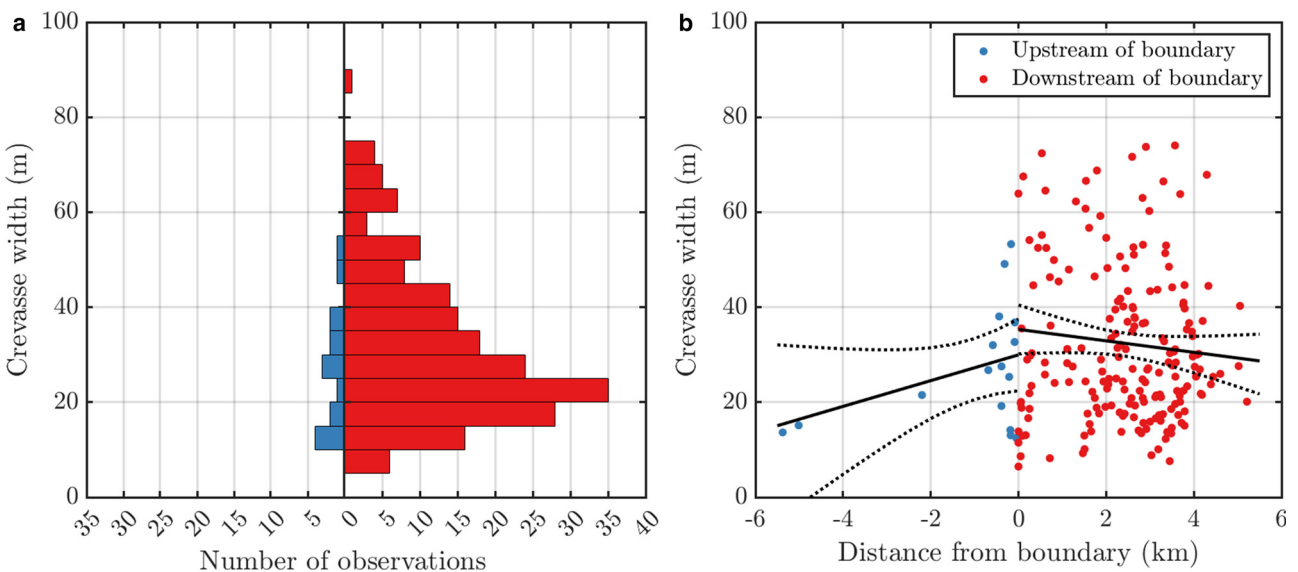 a
100
80
60
40
20
0
Crevasse width (m)
35 30 25 20 15 10 5 0 5 10 15 20 25 30 35 40
Number of observations
b
100
80
60
40
20
0
Crevasse width (m)
Upstream of boundary
Downstream of boundary
-6 -4 -2 0 2 4 6
Distance from boundary (km)